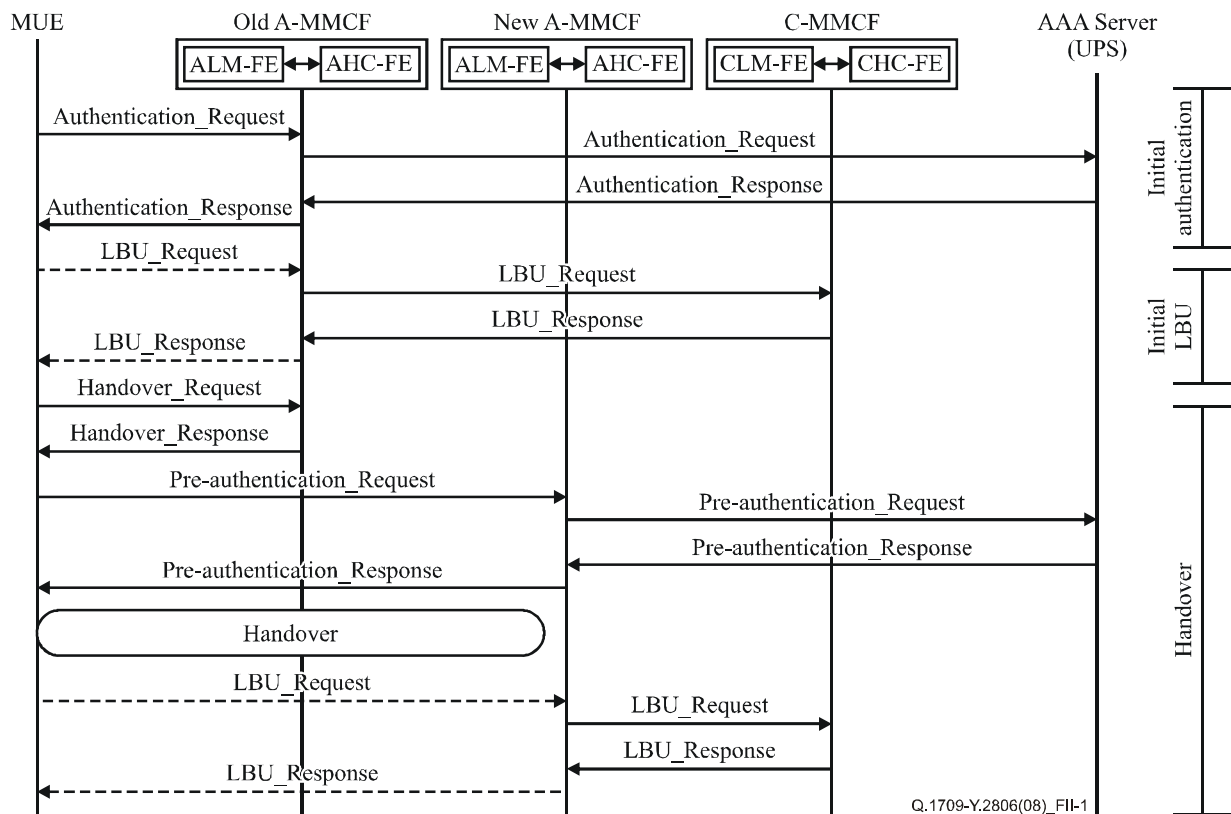 MUE
Old A-MMCF
New A-MMCF
C-MMCF
AAA Server
(UPS)
ALM-FE
AHC-FE
ALM-FE
AHC-FE
CLM-FE
CHC-FE
Authentication_Request
Authentication_Request
Authentication_Response
Authentication_Response
Initial
authentication
LBU_Request
LBU_Request
LBU_Response
LBU_Response
Initial
LBU
Handover_Request
Handover_Response
Pre-authentication_Request
Pre-authentication_Request
Pre-authentication_Response
Pre-authentication_Response
Handover
Handover
LBU_Request
LBU_Request
LBU_Response
LBU_Response
Q.1709-Y.2806(08)_FII-1